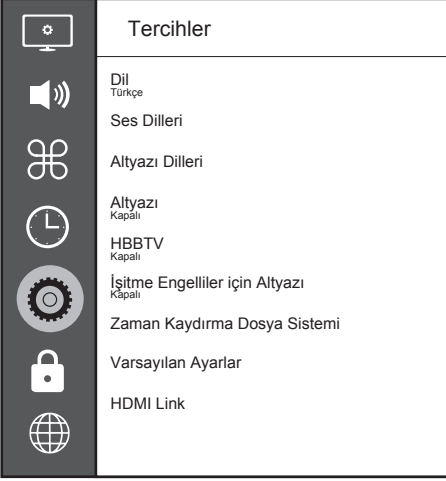 Tercihler
Dil
Türkçe
Ses Dilleri
Altyazı Dilleri
Altyazı
Kapalı
HBBTV
Kapalı
İşitme Engelliler için Altyazı
Kapalı
Zaman Kaydırma Dosya Sistemi
Varsayılan Ayarlar
HDMI Link